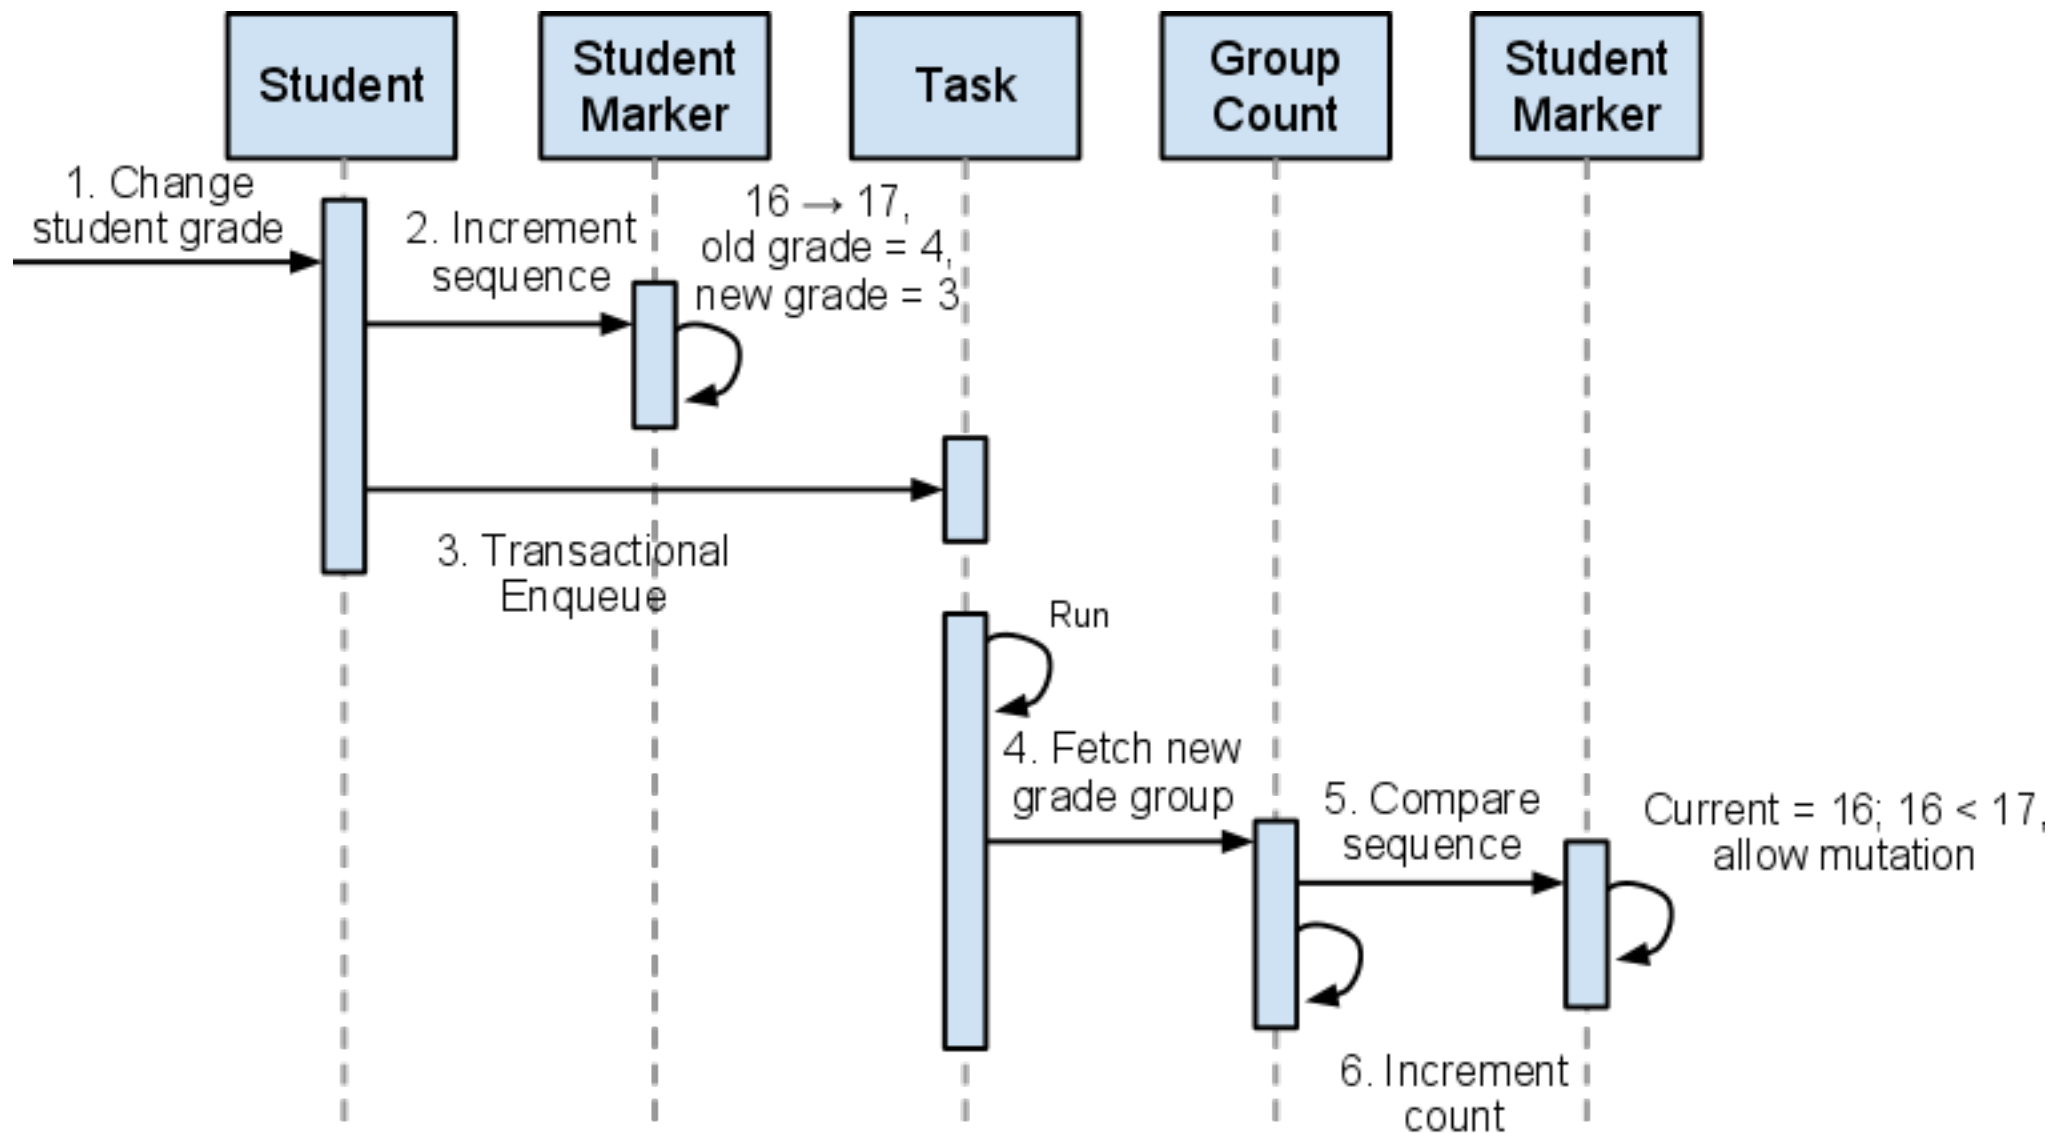 Student
Student
Marker
Task
Group
Count
Student
Marker
1. Change
student grade
2. Increment
sequence
16 → 17,
old grade = 4,
new grade = 3
3. Transactional
Enqueue
Run
4. Fetch new
grade group
5. Compare
sequence
Current = 16; 16 < 17,
allow mutation
6. Increment
count